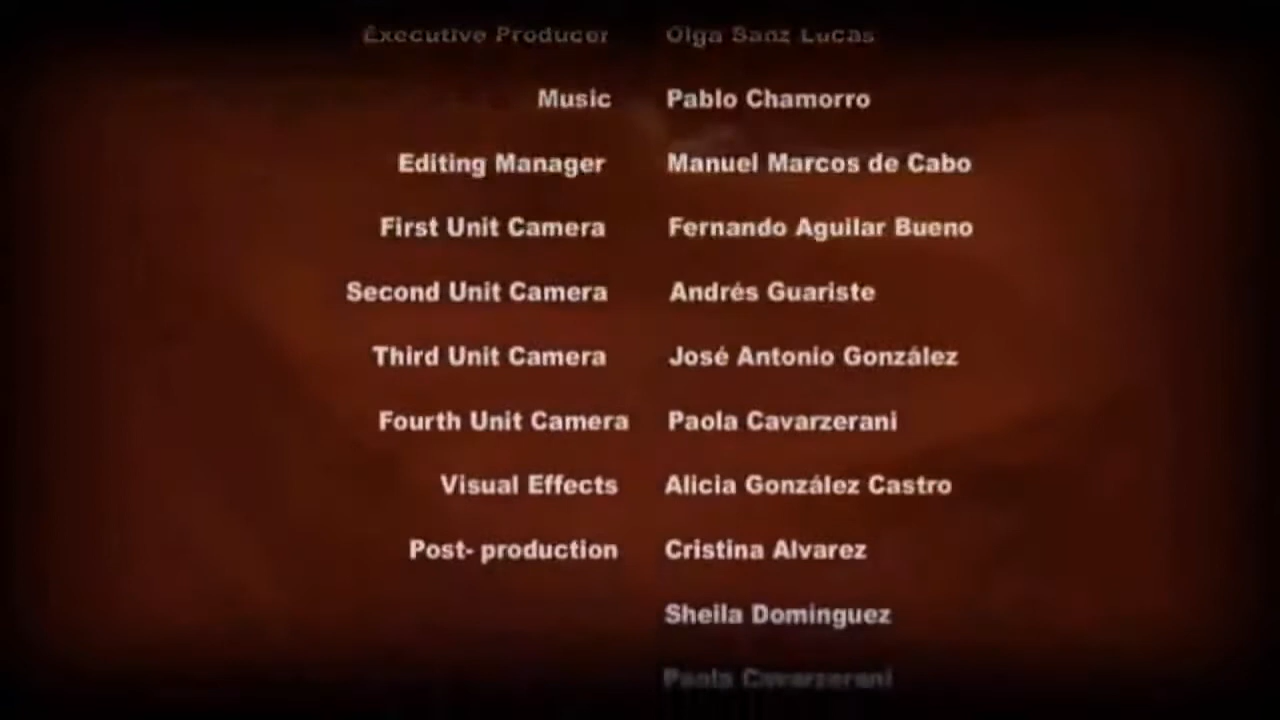 Executive Producer Olga Sanz Lucas
Music Pablo Chamorro
Editing Manager Manuel Marcos de Cabo
First Unit Camera Fernando Aguilar Bueno
Second Unit Camera Andrés Guariste
Third Unit Camera José Antonio González
Fourth Unit Camera Paola Cavarzerani
Visual Effects Alicia González Castro
Post- production Cristina Alvarez
Sheila Dominguez
Paola Cavarzerani